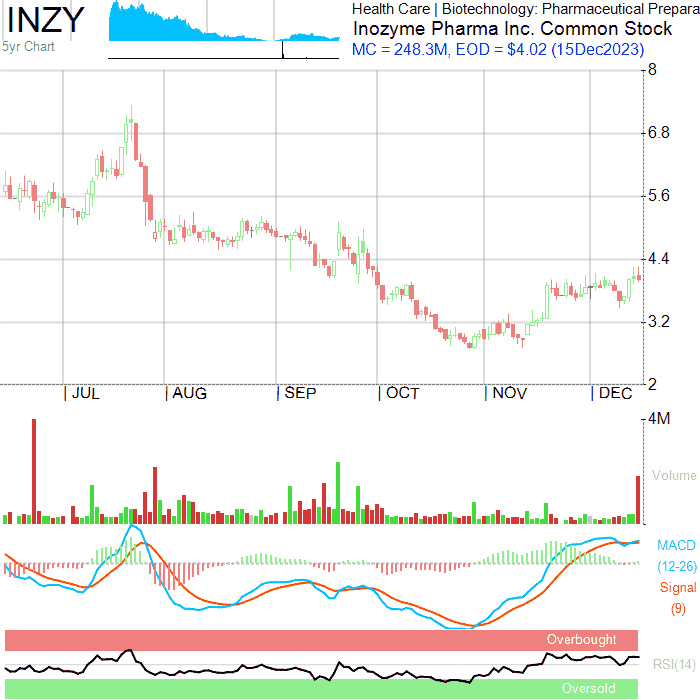 INZY
5yr Chart
Health Care | Biotechnology: Pharmaceutical Prepara
Inozyme Pharma Inc. Common Stock
MC = 248.3M, EOD = $4.02 (15Dec2023)
8
6.8
5.6
4.4
3.2
2
| JUL | AUG | SEP | OCT | NOV | DEC
4M
Volume
MACD
(12-26)
Signal
(9)
Overbought
RSI(14)
Oversold